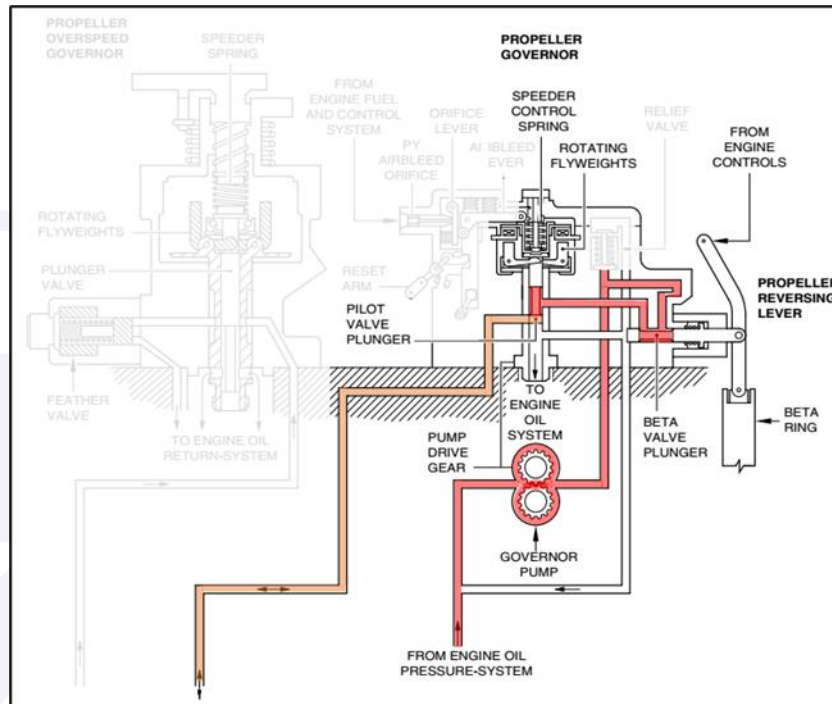 PROPELLER
OVERSPEED
GOVERNOR
SPEEDER
SPRING
PROPELLER
GOVERNOR
FROM
ENGINE FUEL
AND CONTROL
SYSTEM
ORIFICE
LEVER
SPEEDER
CONTROL
SPRING
RELIEF
VALVE
FROM
ENGINE
CONTROLS
PY
AIRBLEED
ORIFICE
ROTATING
FLYWEIGHTS
ROTATING
FLYWEIGHTS
PLUNGER
VALVE
RESET
ARM
PILOT
VALVE
PLUNGER
PROPELLER
REVERSING
LEVER
FEATHER
VALVE
TO ENGINE OIL
RETURN-SYSTEM
TO
ENGINE
OIL
SYSTEM
PUMP
DRIVE
GEAR
BETA
VALVE
PLUNGER
BETA
RING
GOVERNOR
PUMP
FROM ENGINE OIL
PRESSURE-SYSTEM